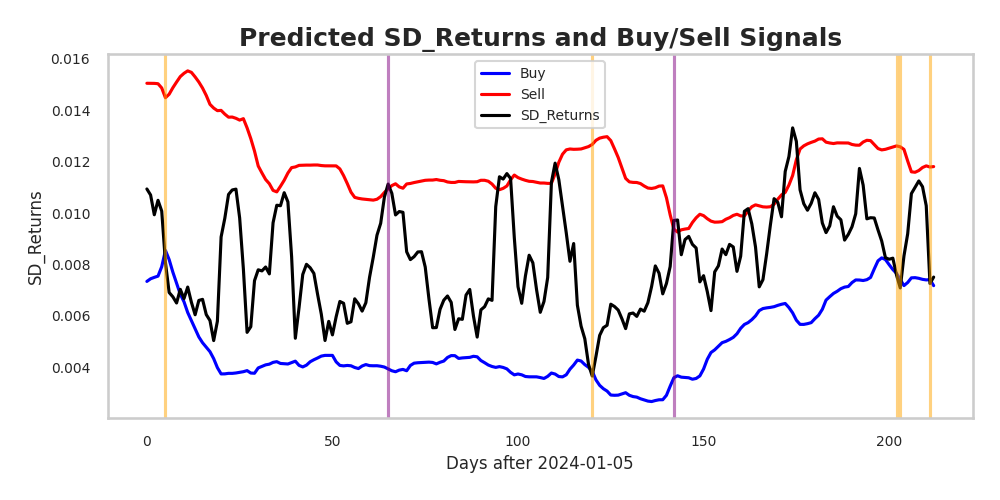 Predicted SD_Returns and Buy/Sell Signals
SD_Returns
0.016
0.014
0.012
0.010
0.008
0.006
0.004
Buy
Sell
SD_Returns
0
50
100
150
200
Days after 2024-01-05